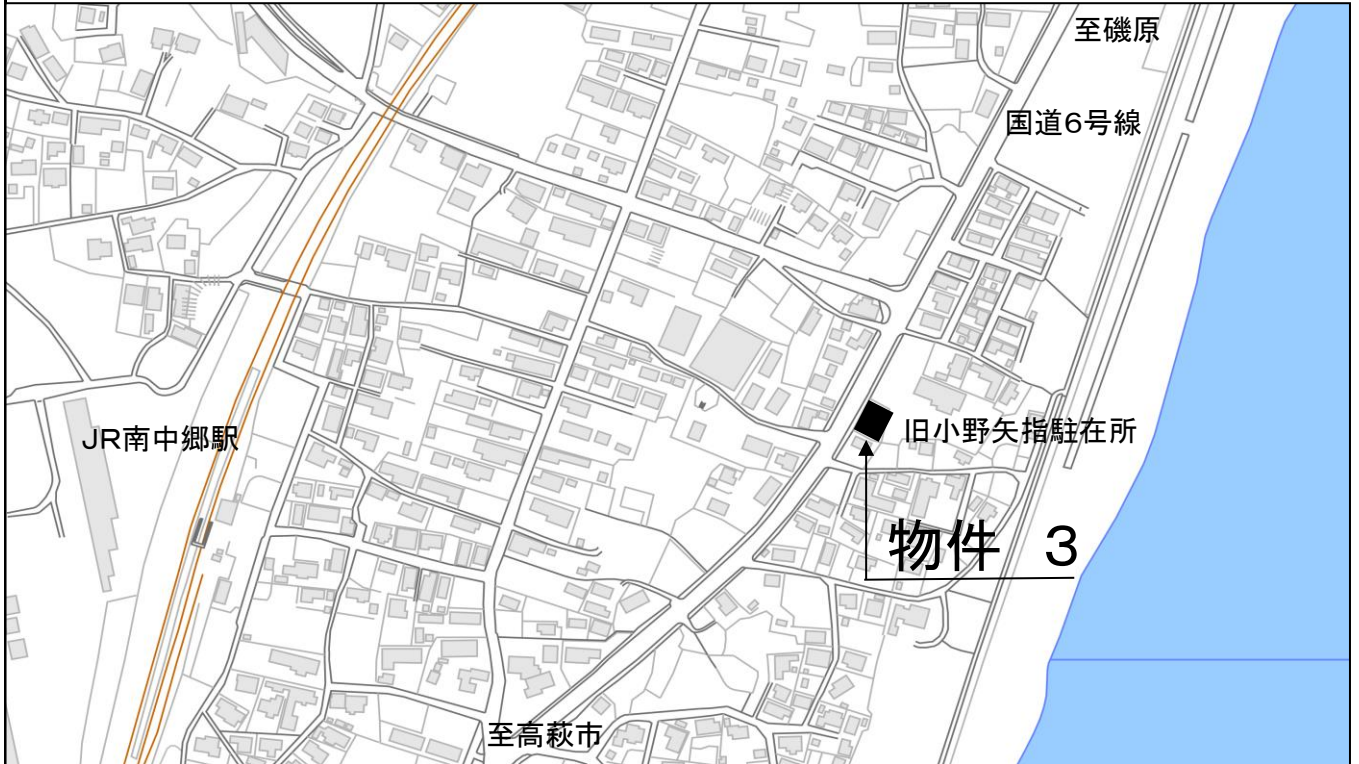 至磯原
国道6号線
JR南中郷駅
旧小野矢指駐在所
物件　3
至高萩市